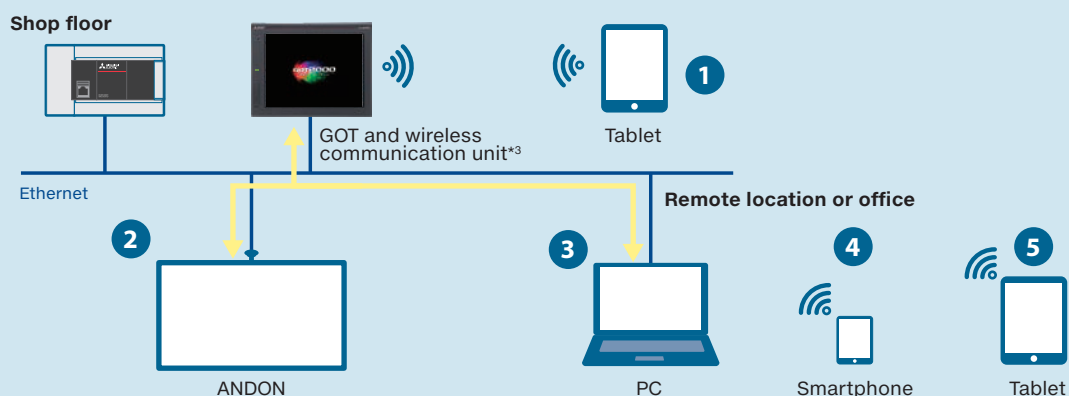 Shop floor
GOT2000
1
GOT and wireless
communication unit*3
Tablet
Ethernet
Remote location or office
2
3
4
5
ANDON
PC
Smartphone
Tablet